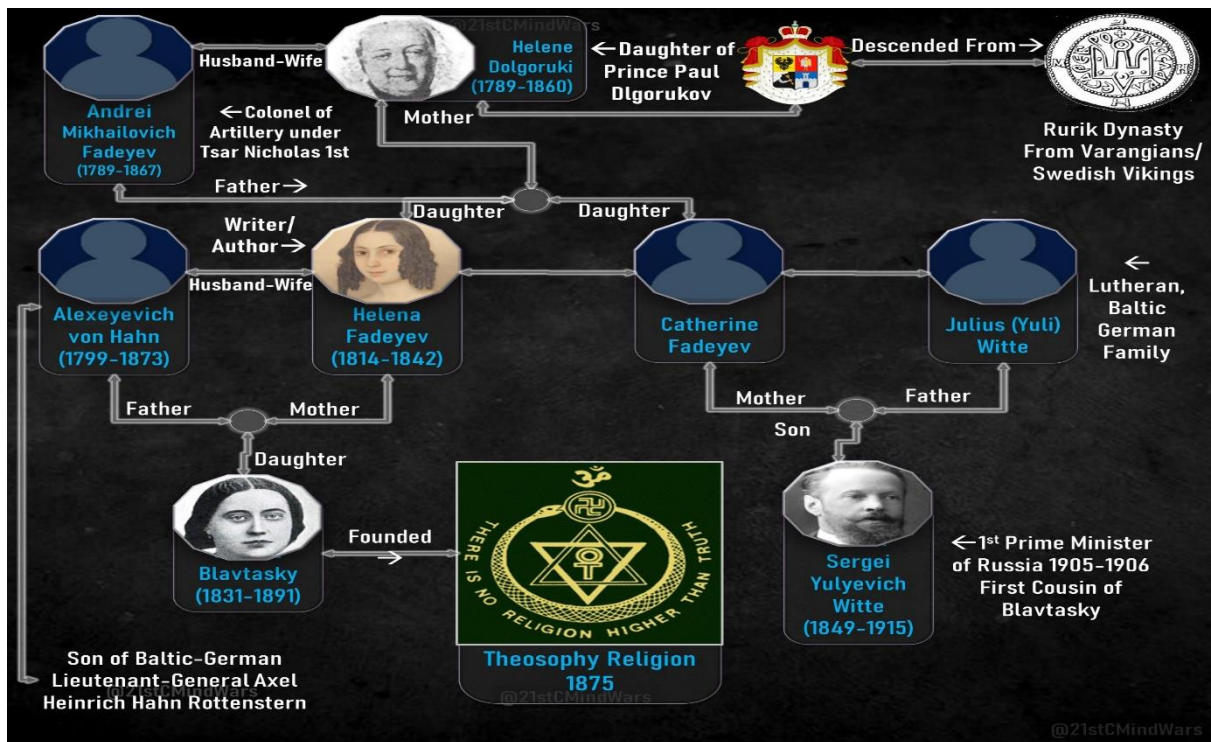 @21stCMindWars
Husband-Wife
Helene
Dolgoruki
(1789-1860)
←Daughter of
Prince Paul
Dlgorukov
Descended From→
Rurik Dynasty
From Varangians/
Swedish Vikings
Andrei
Mikhailovich
Fadeyev
(1789-1867)
←Colonel of
Artillery under
Tsar Nicholas 1st
Mother
Father→
Daughter
Daughter
Writer/
Author→
Husband-Wife
Alexeyevich
von Hahn
(1799-1873)
Helena
Fadeyev
(1814-1842)
Catherine
Fadeyev
Julius (Yuli)
Witte
←
Lutheran,
Baltic
German
Family
Father
Mother
Mother
Father
Son
Daughter
Blavtasky
(1831-1891)
Founded
→
ॐ
THERE IS NO RELIGION HIGHER THAN TRUTH
Theosophy Religion
1875
@21stCMindWars
Sergei
Yulyevich
Witte
(1849-1915)
←1st Prime Minister
of Russia 1905-1906
First Cousin of
Blavtasky
Son of Baltic-German
Lieutenant-General Axel
Heinrich Hahn Rottenstern
@21stCMindWars
@21stCMindWars